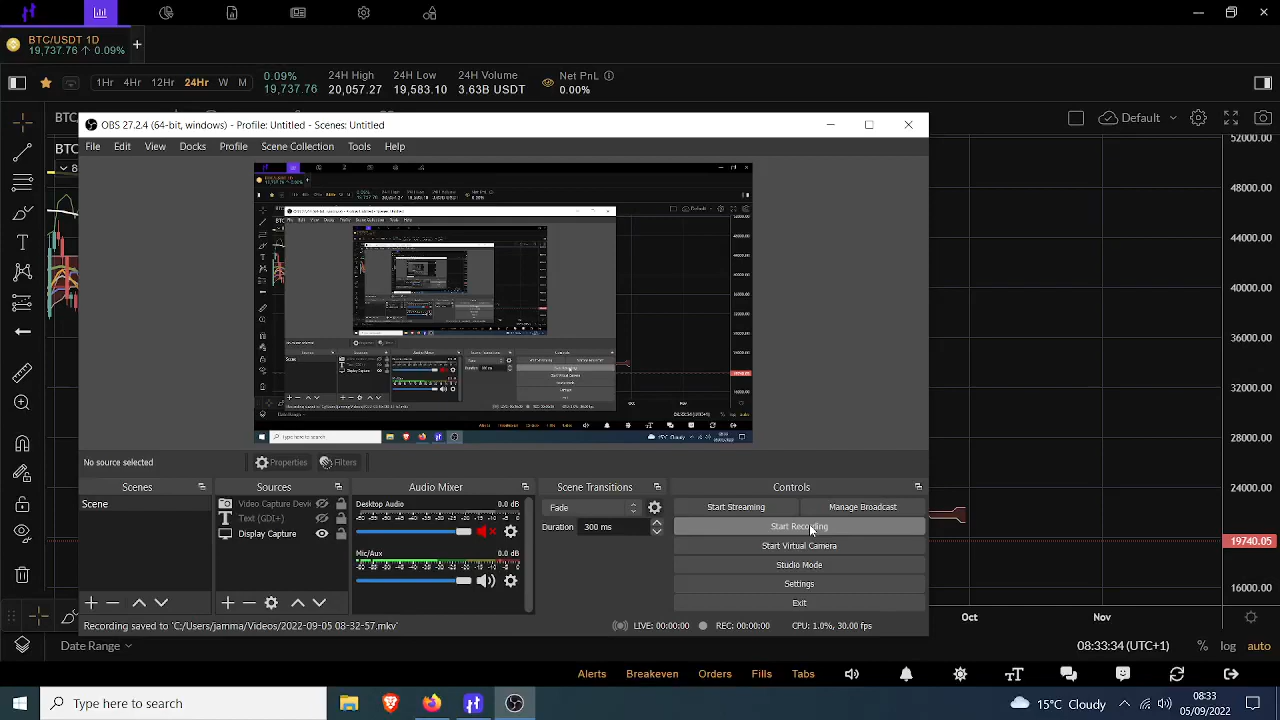 BTC/USDT 1D
19,737.76 ↑ 0.09%
1Hr 4Hr 12Hr 24Hr W M
0.09%
19,737.76
24H High
20,057.27
24H Low
19,583.10
24H Volume
3.63B USDT
Net PnL
0.00%
BTC
Default
OBS 27.2.4 (64-bit, windows) - Profile: Untitled - Scenes: Untitled
File Edit View Docks Profile Scene Collection Tools Help
BTC
8
52000.00
48000.00
44000.00
40000.00
36000.00
32000.00
28000.00
24000.00
19740.05
16000.00
No source selected
Properties
Filters
Scenes
Scene
Sources
Video Capture Devi
Text (GDI+)
Display Capture
Audio Mixer
Desktop Audio 0.0 dB
Mic/Aux 0.0 dB
Scene Transitions
Fade
Duration 300 ms
Controls
Start Streaming
Manage Broadcast
Start Recording
Start Virtual Camera
Studio Mode
Settings
Exit
Recording saved to 'C:/Users/jamma/Videos/2022-09-05 08-32-57.mkv'
LIVE: 00:00:00
REC: 00:00:00
CPU: 1.0%, 30.00 fps
Oct
Nov
Date Range
08:33:34 (UTC+1)
% log auto
Alerts Breakeven Orders Fills Tabs
Type here to search
15°C Cloudy
08:33
05/09/2022